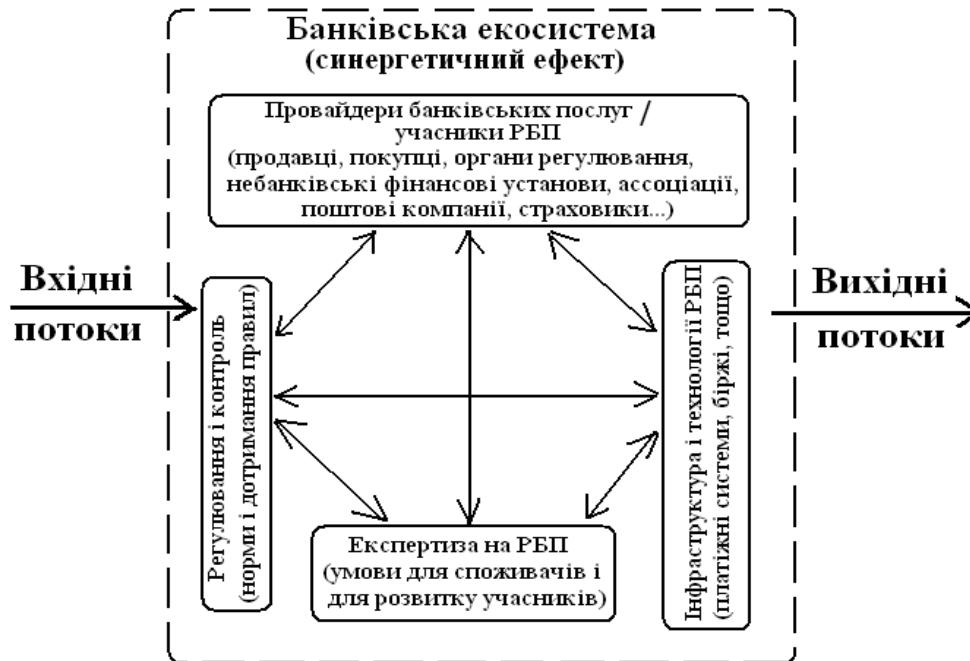 Банківська екосистема
(синергетичний ефект)
Провайдери банківських послуг /
учасники РБП
(продавці, покупці, органи регулювання,
небанківські фінансові установи, ассоціації,
поштові компанії, страховики...)
Вхідні
потоки
Регулювання і контроль
(норми і дотримання правил)
Інфраструктура і технології РБП
(платіжні системи, біржі, тощо)
Вихідні
потоки
Експертиза на РБП
(умови для споживачів і
для розвитку учасників)